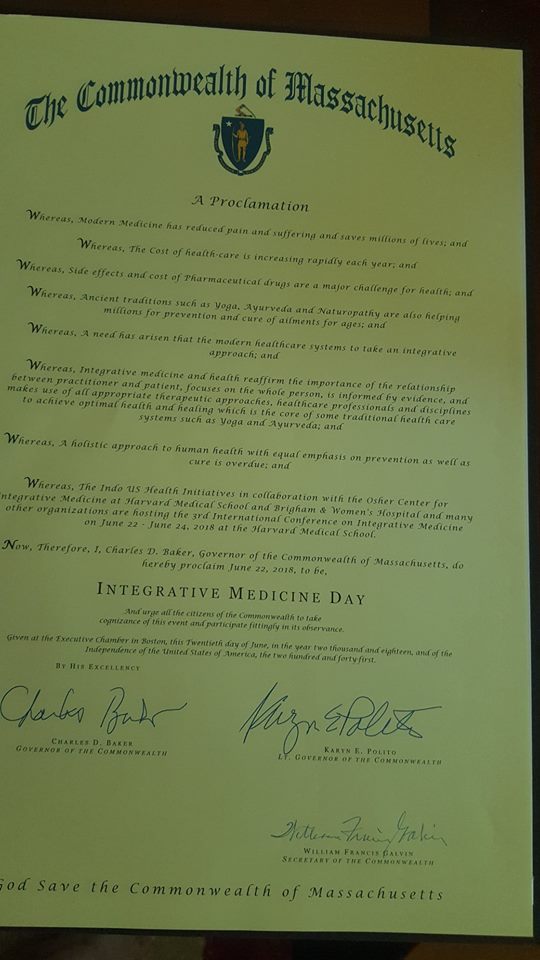 The Commonwealth of Massachusetts
A Proclamation
Whereas, Modern Medicine has reduced pain and suffering and saves millions of lives; and
Whereas, The Cost of health-care is increasing rapidly each year; and
Whereas, Side effects and cost of Pharmaceutical drugs are a major challenge for health; and
Whereas, Ancient traditions such as Yoga, Ayurveda and Naturopathy are also helping
millions for prevention and cure of ailments for ages; and
Whereas, A need has arisen that the modern healthcare systems to take an integrative
approach; and
Whereas, Integrative medicine and health reaffirm the importance of the relationship
between practitioner and patient, focuses on the whole person, is informed by evidence, and
makes use of all appropriate therapeutic approaches, healthcare professionals and disciplines
to achieve optimal health and healing which is the core of some traditional health care
systems such as Yoga and Ayurveda; and
Whereas, A holistic approach to human health with equal emphasis on prevention as well as
cure is overdue; and
Whereas, The Indo US Health Initiatives in collaboration with the Osher Center for
Integrative Medicine at Harvard Medical School and Brigham & Women's Hospital and many
other organizations are hosting the 3rd International Conference on Integrative Medicine
on June 22 - June 24, 2018 at the Harvard Medical School.
Now, Therefore, I, Charles D. Baker, Governor of the Commonwealth of Massachusetts, do
hereby proclaim June 22, 2018, to be,
INTEGRATIVE MEDICINE DAY
And urge all the citizens of the Commonwealth to take
cognizance of this event and participate fittingly in its observance.
Given at the Executive Chamber in Boston, this Twentieth day of June, in the year two thousand and eighteen, and of the
Independence of the United States of America, the two hundred and forty-first.
BY HIS EXCELLENCY
Charles Baker
Karyn E Polito
CHARLES D. BAKER
GOVERNOR OF THE COMMONWEALTH
KARYN E. POLITO
LT. GOVERNOR OF THE COMMONWEALTH
William Francis Galvin
WILLIAM FRANCIS GALVIN
SECRETARY OF THE COMMONWEALTH
God Save the Commonwealth of Massachusetts